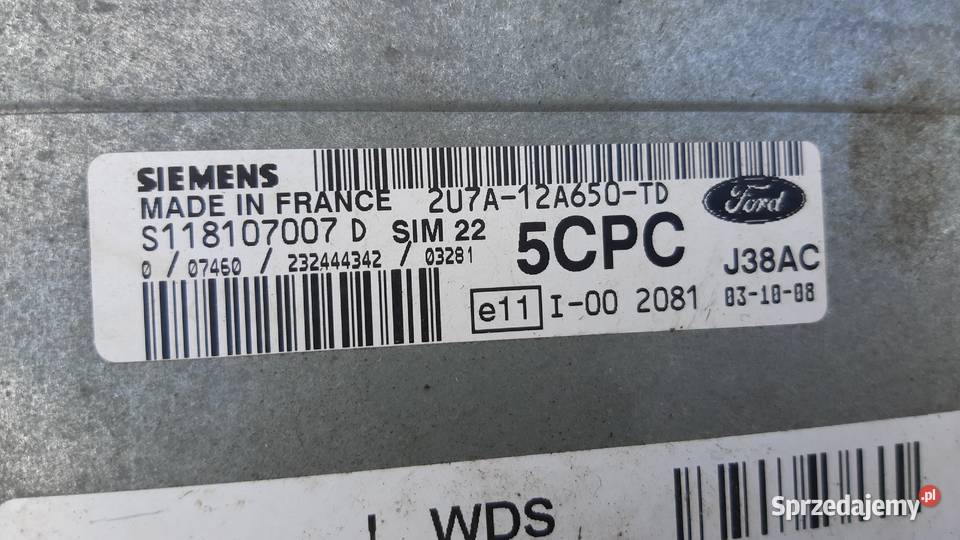 SIEMENS
MADE IN FRANCE 2U7A-12A650-TD
Ford
S118107007 D SIM 22 5CPC J38AC
0 / 07460 / 232444342 / 03281
e11 I-00 2081 03-10-08
WDS
Sprzedajemy.pl